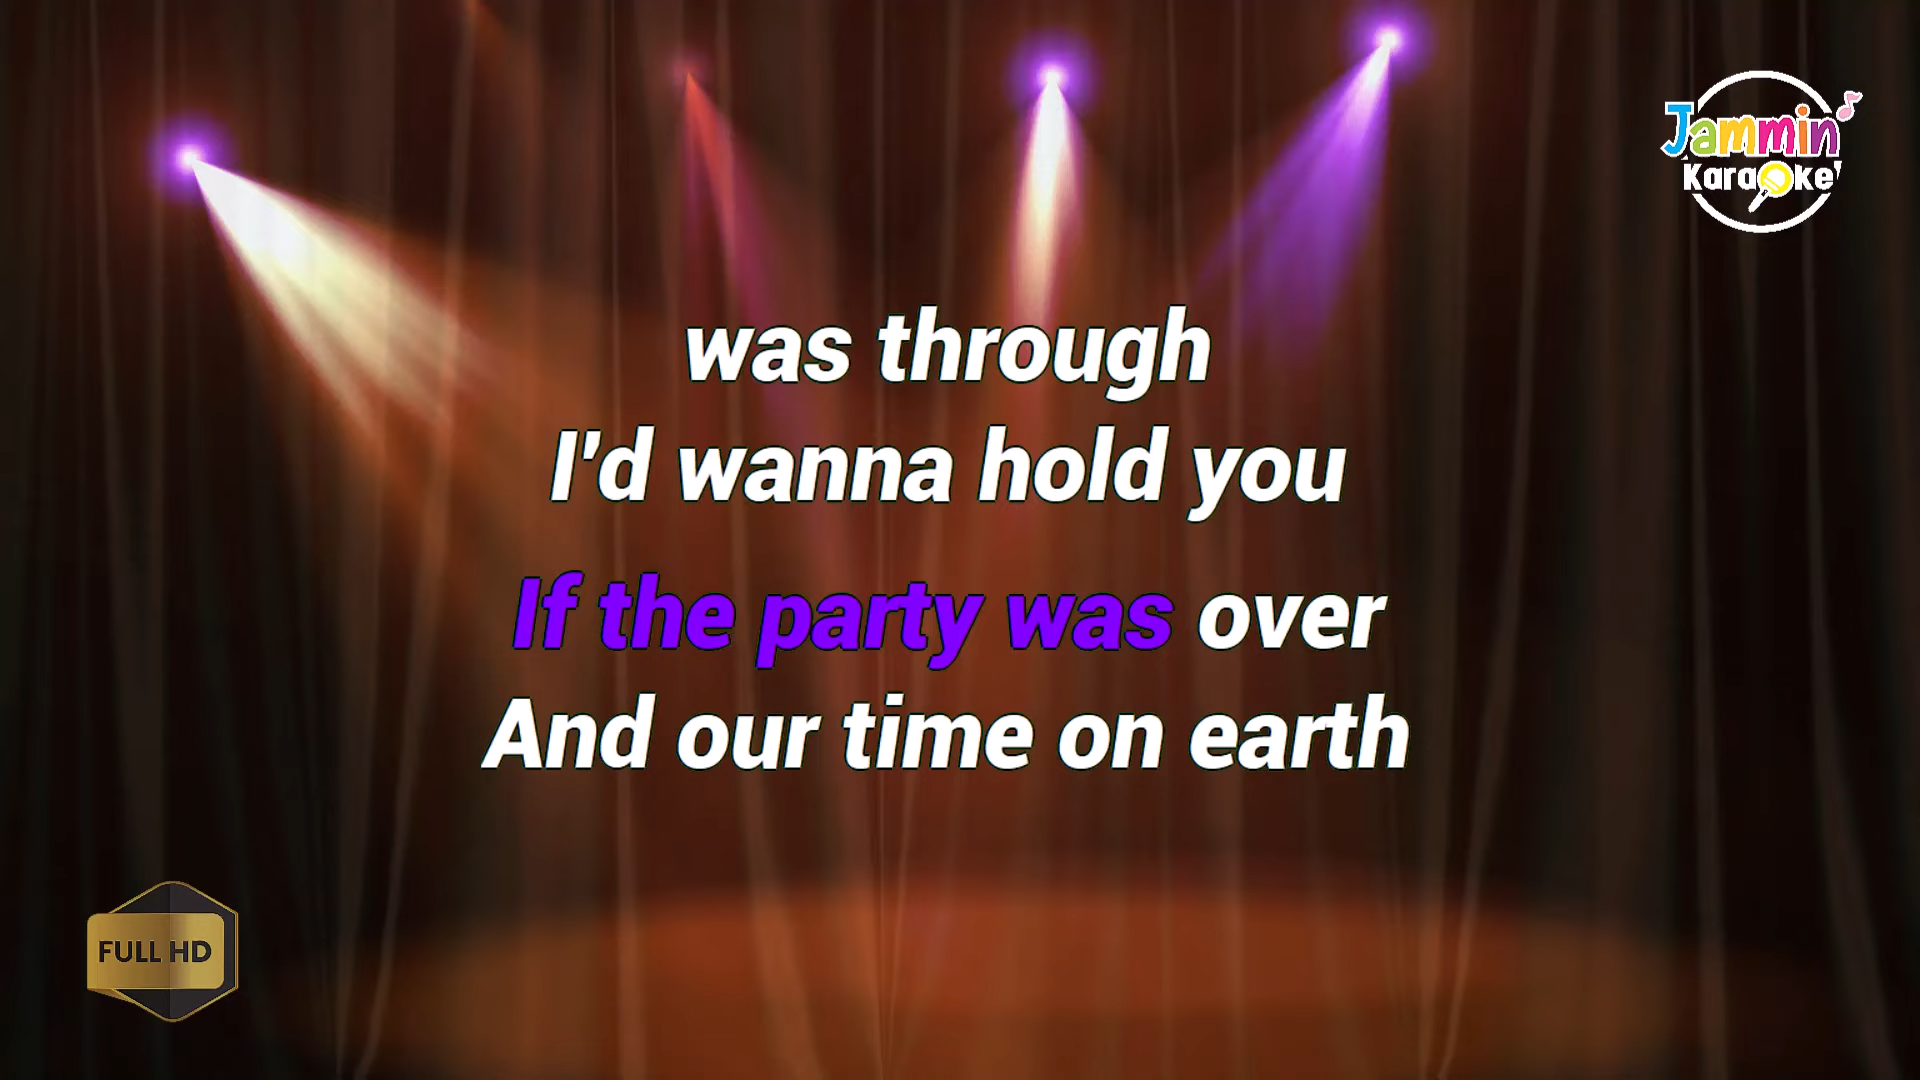 Jammin'
Karaoke
was through
I'd wanna hold you
If the party was over
And our time on earth
FULL HD